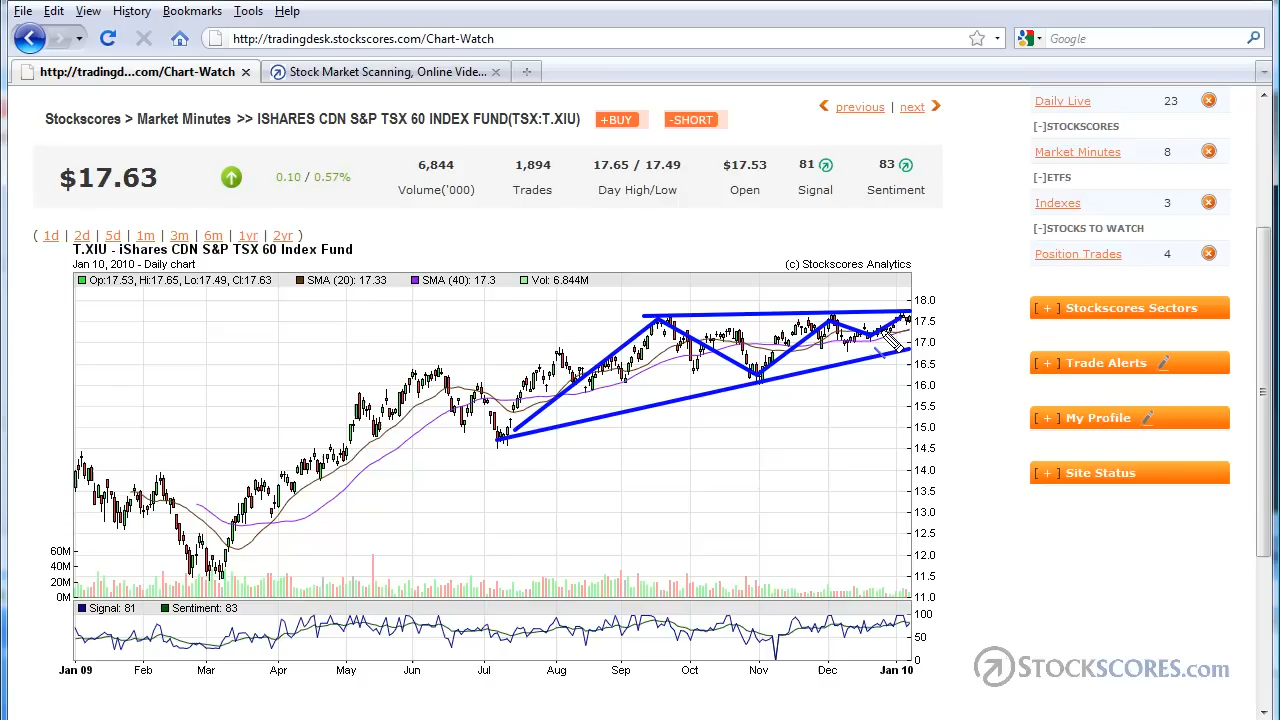 File Edit View History Bookmarks Tools Help
http://tradingdesk.stockscores.com/Chart-Watch
Google
http://tradingd...com/Chart-Watch
Stock Market Scanning, Online Vide...
previous | next
Stockscores > Market Minutes >> ISHARES CDN S&P TSX 60 INDEX FUND(TSX:T.XIU) +BUY -SHORT
$17.63
0.10 / 0.57%
6,844 1,894 17.65 / 17.49 $17.53 81 83
Volume('000) Trades Day High/Low Open Signal Sentiment
( 1d | 2d | 5d | 1m | 3m | 6m | 1yr | 2yr )
T.XIU - iShares CDN S&P TSX 60 Index Fund
Jan 10, 2010 - Daily chart (c) Stockscores Analytics
Op:17.53, Hi:17.65, Lo:17.49, Cl:17.63 SMA (20) : 17.33 SMA (40) : 17.3 Vol: 6.844M
18.0
17.5
17.0
16.5
16.0
15.5
15.0
14.5
14.0
13.5
13.0
12.5
12.0
11.5
11.0
60M
40M
20M
0M
Signal: 81 Sentiment: 83
100
50
0
Jan 09 Feb Mar Apr May Jun Jul Aug Sep Oct Nov Dec Jan 10
Daily Live 23
[-]STOCKSCORES
Market Minutes 8
[-]ETFS
Indexes 3
[-]STOCKS TO WATCH
Position Trades 4
[ + ] Stockscores Sectors
[ + ] Trade Alerts
[ + ] My Profile
[ + ] Site Status
STOCKSCORES.com